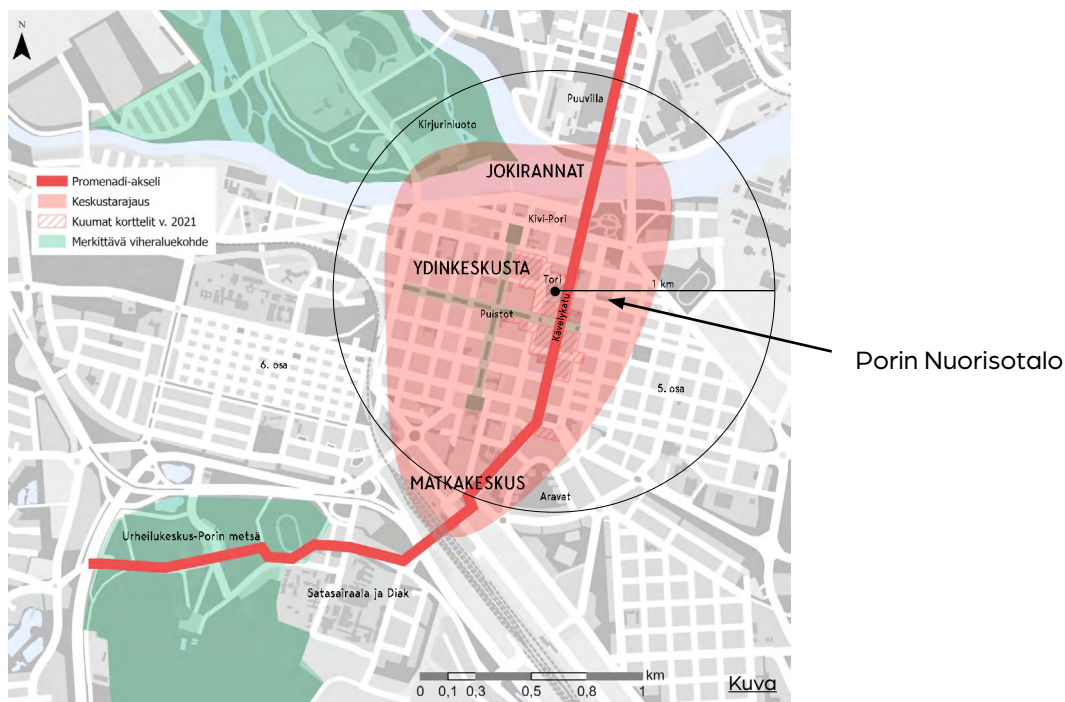 N
Puuvilla
Kirjurinluoto
JOKIRANNAT
Promenadi-akseli
Keskustarajaus
Kuumat korttelit v. 2021
Merkittävä viheraluekohde
Kivi-Pori
YDINKESKUSTA
Tori
1 km
Puistot
Kävelykatu
Porin Nuorisotalo
6. osa
5. osa
MATKAKESKUS
Aravat
Urheilukeskus-Porin metsä
Satasairaala ja Diak
km
0 0,1 0,3 0,5 0,8 1
Kuva